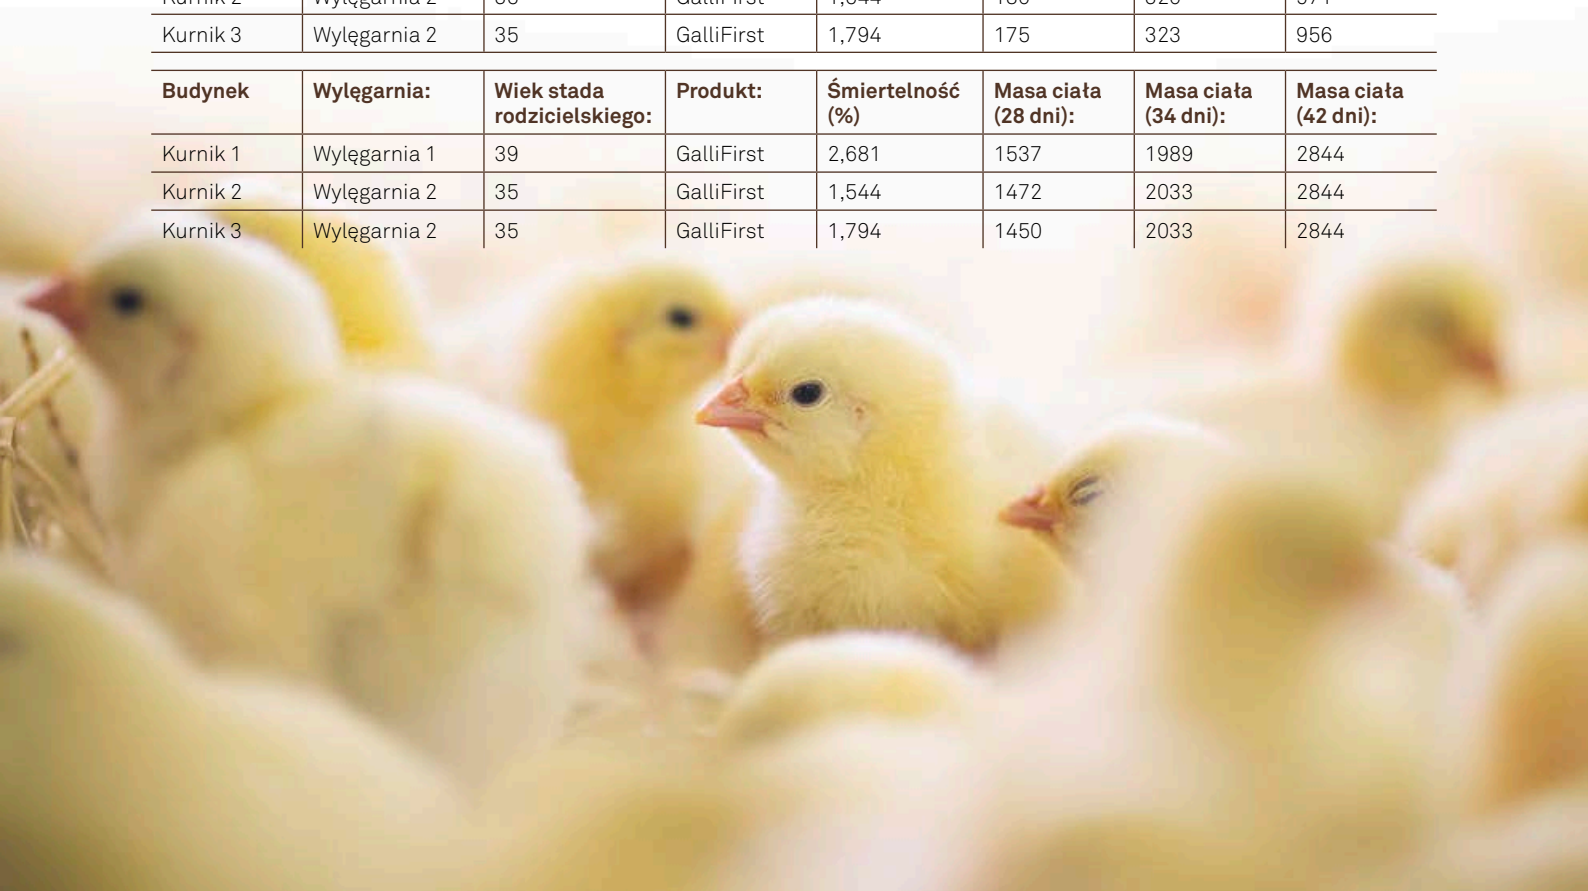 Kurnik 3 Wylęgarnia 2 35 GalliFirst 1,794 175 323 956
Budynek Wylęgarnia: Wiek stada rodzicielskiego: Produkt: Śmiertelność (%) Masa ciała (28 dni): Masa ciała (34 dni): Masa ciała (42 dni):
Kurnik 1 Wylęgarnia 1 39 GalliFirst 2,681 1537 1989 2844
Kurnik 2 Wylęgarnia 2 35 GalliFirst 1,544 1472 2033 2844
Kurnik 3 Wylęgarnia 2 35 GalliFirst 1,794 1450 2033 2844